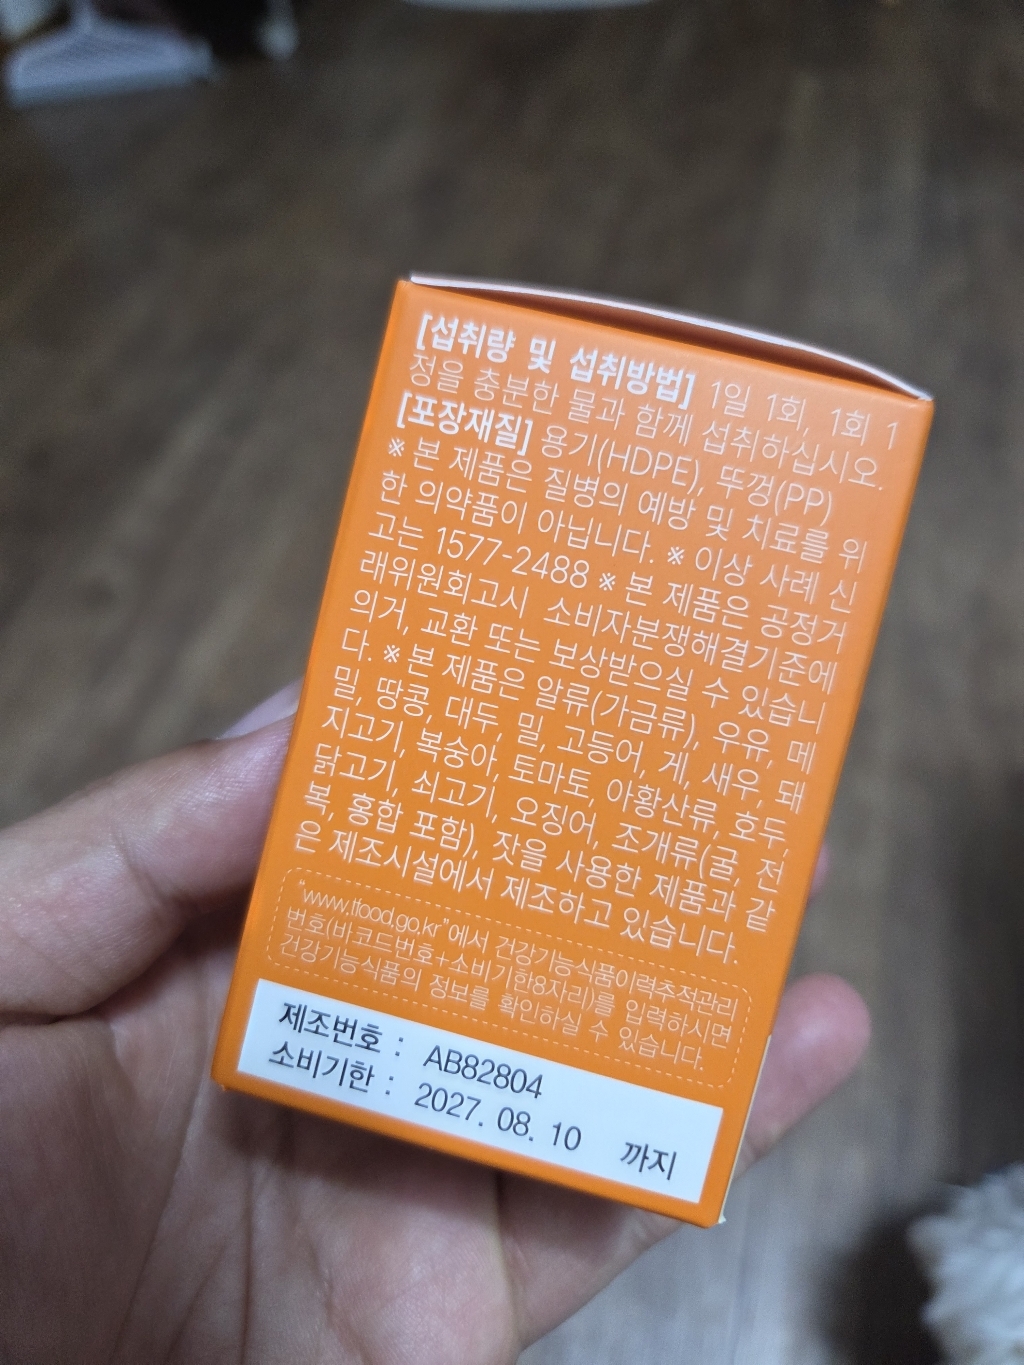 [섭취량 및 섭취방법] 1일 1회, 1회 1
정을 충분한 물과 함께 섭취하십시오.
[포장재질] 용기(HDPE), 뚜껑(PP)
※ 본 제품은 질병의 예방 및 치료를 위
한 의약품이 아닙니다. ※ 이상 사례 신
고는 1577-2488 ※ 본 제품은 공정거
래위원회고시 소비자분쟁해결기준에
의거, 교환 또는 보상받으실 수 있습니
다. ※ 본 제품은 알류(가금류), 우유, 메
밀, 땅콩, 대두, 밀, 고등어, 게, 새우, 돼
지고기, 복숭아, 토마토, 아황산류, 호두,
닭고기, 쇠고기, 오징어, 조개류(굴, 전
복, 홍합 포함), 잣을 사용한 제품과 같
은 제조시설에서 제조하고 있습니다.
"www.tfood.go.kr"에서 건강기능식품이력추적관리
번호(바코드번호+소비기한8자리)를 입력하시면
건강기능식품의 정보를 확인하실 수 있습니다.
제조번호 : AB82804
소비기한 : 2027. 08. 10 까지